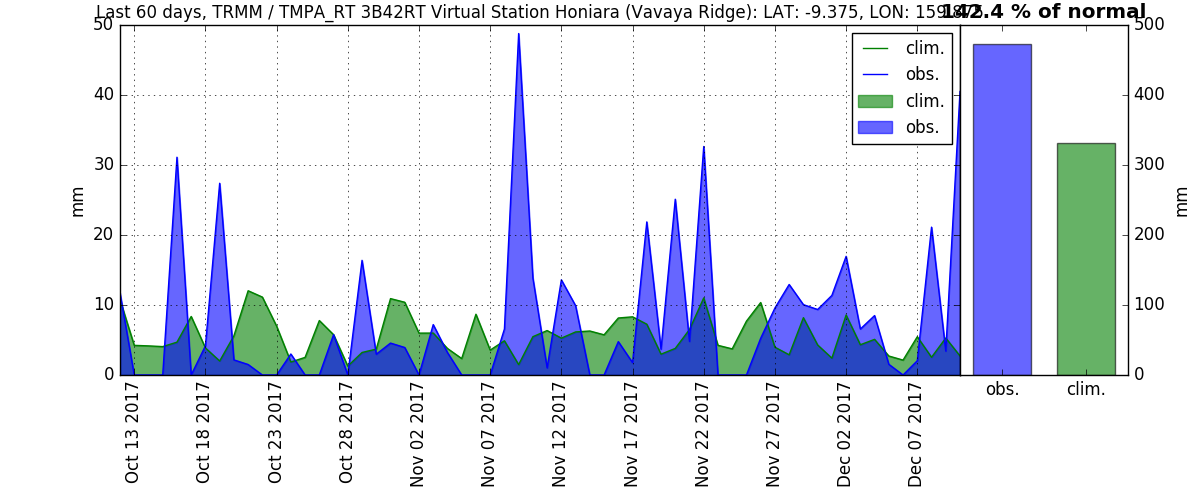 Last 60 days, TRMM / TMPA_RT 3B42RT Virtual Station Honiara (Vavaya Ridge): LAT: -9.375, LON:
142.4 % of normal
50
40
30
20
10
0
mm
clim.
obs.
clim.
obs.
500
400
300
200
100
0
mm
Oct 13 2017
Oct 18 2017
Oct 23 2017
Oct 28 2017
Nov 02 2017
Nov 07 2017
Nov 12 2017
Nov 17 2017
Nov 22 2017
Nov 27 2017
Dec 02 2017
Dec 07 2017
obs.
clim.